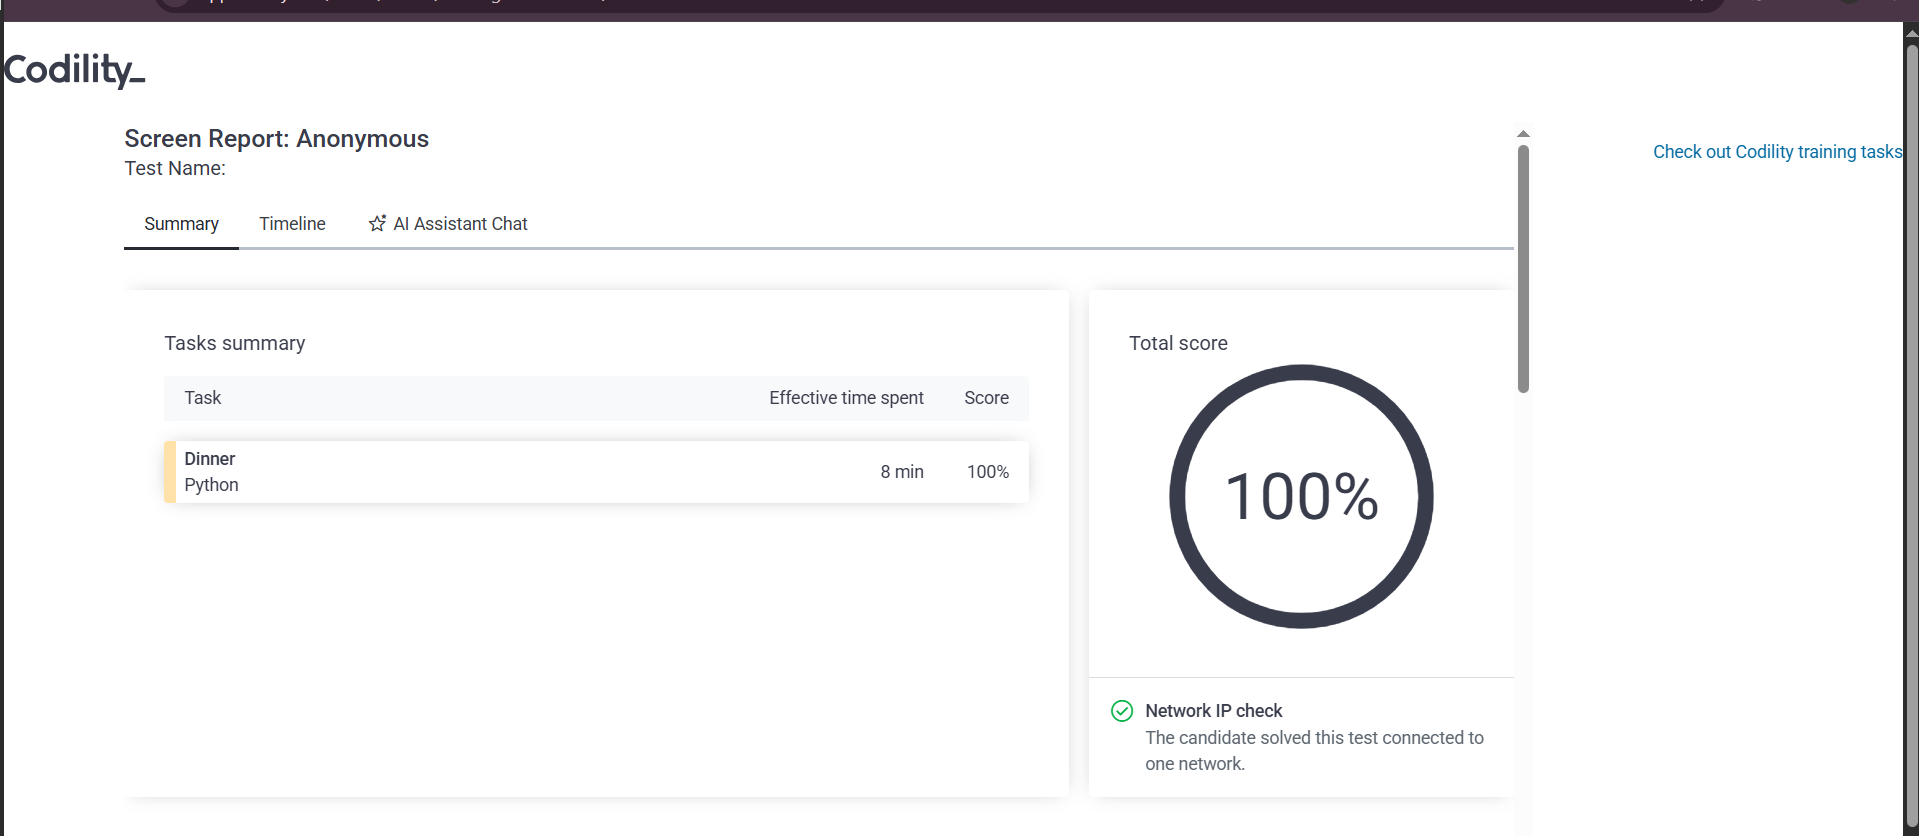 Codility_
Screen Report: Anonymous
Test Name:
Check out Codility training tasks
Summary
Timeline
AI Assistant Chat
Tasks summary
Task
Effective time spent
Score
Dinner
Python
8 min
100%
Total score
100%
Network IP check
The candidate solved this test connected to
one network.